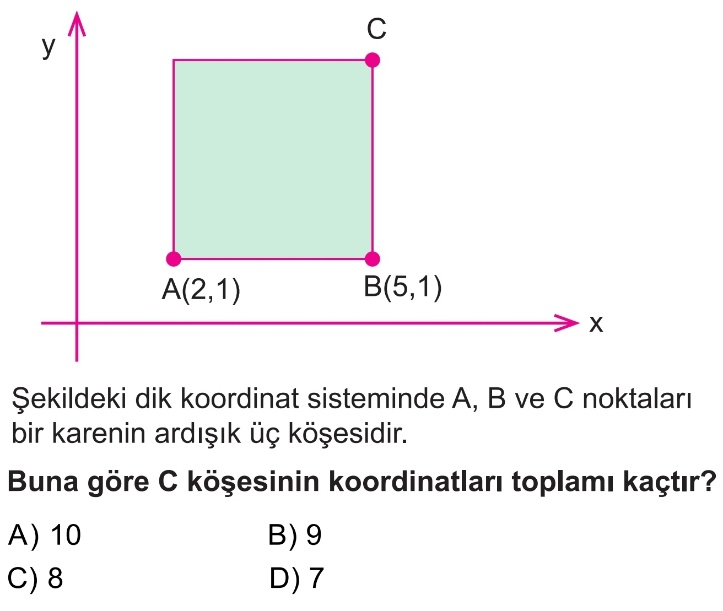 C
y
A(2,1)
B(5,1)
x
Şekildeki dik koordinat sisteminde A, B ve C noktaları
bir karenin ardışık üç köşesidir.
Buna göre C köşesinin koordinatları toplamı kaçtır?
A) 10 B) 9
C) 8 D) 7